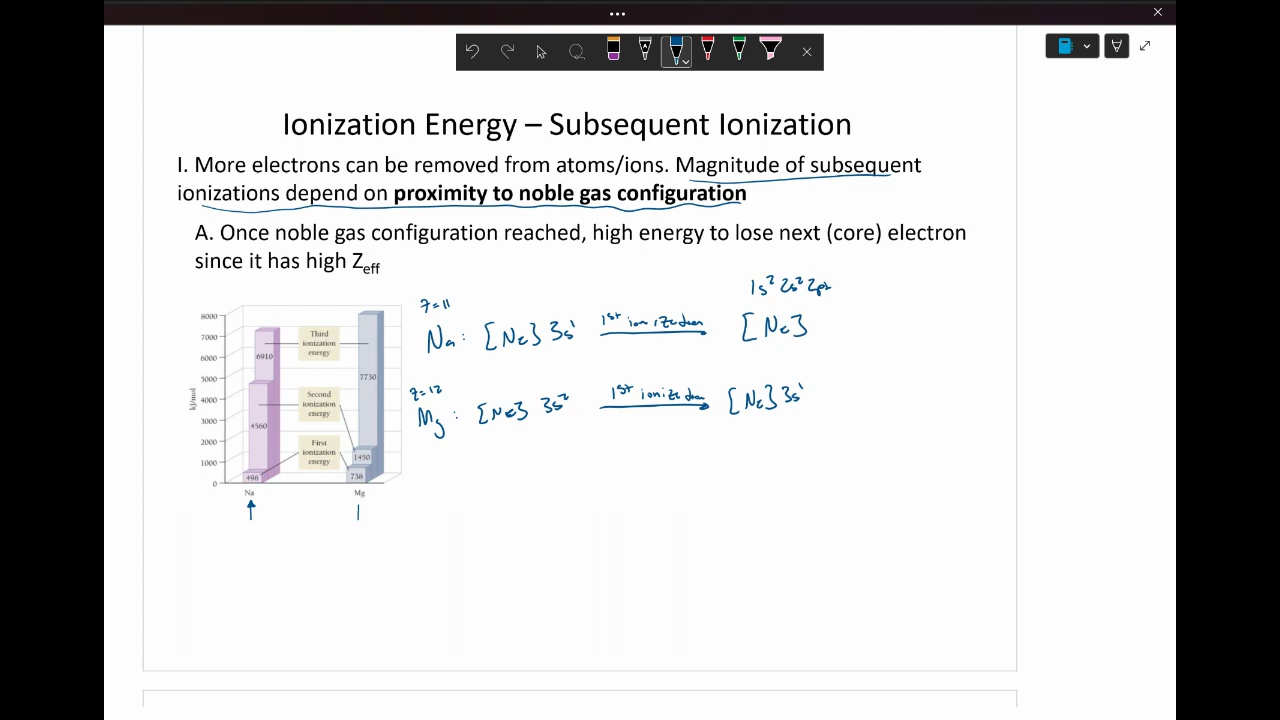 Ionization Energy – Subsequent Ionization
I. More electrons can be removed from atoms/ions. Magnitude of subsequent
ionizations depend on proximity to noble gas configuration
A. Once noble gas configuration reached, high energy to lose next (core) electron
since it has high Zeff
1s² 2s² 2p⁶
Z=11
Na: [Ne] 3s¹ 1st ionization [Ne]
Z=12
Mg: [Ne] 3s² 1st ionization [Ne] 3s¹
kJ/mol
8000
7000
6000
5000
4000
3000
2000
1000
0
Third
ionization
energy
Second
ionization
energy
First
ionization
energy
6910
4560
496
7730
1450
738
Na
Mg